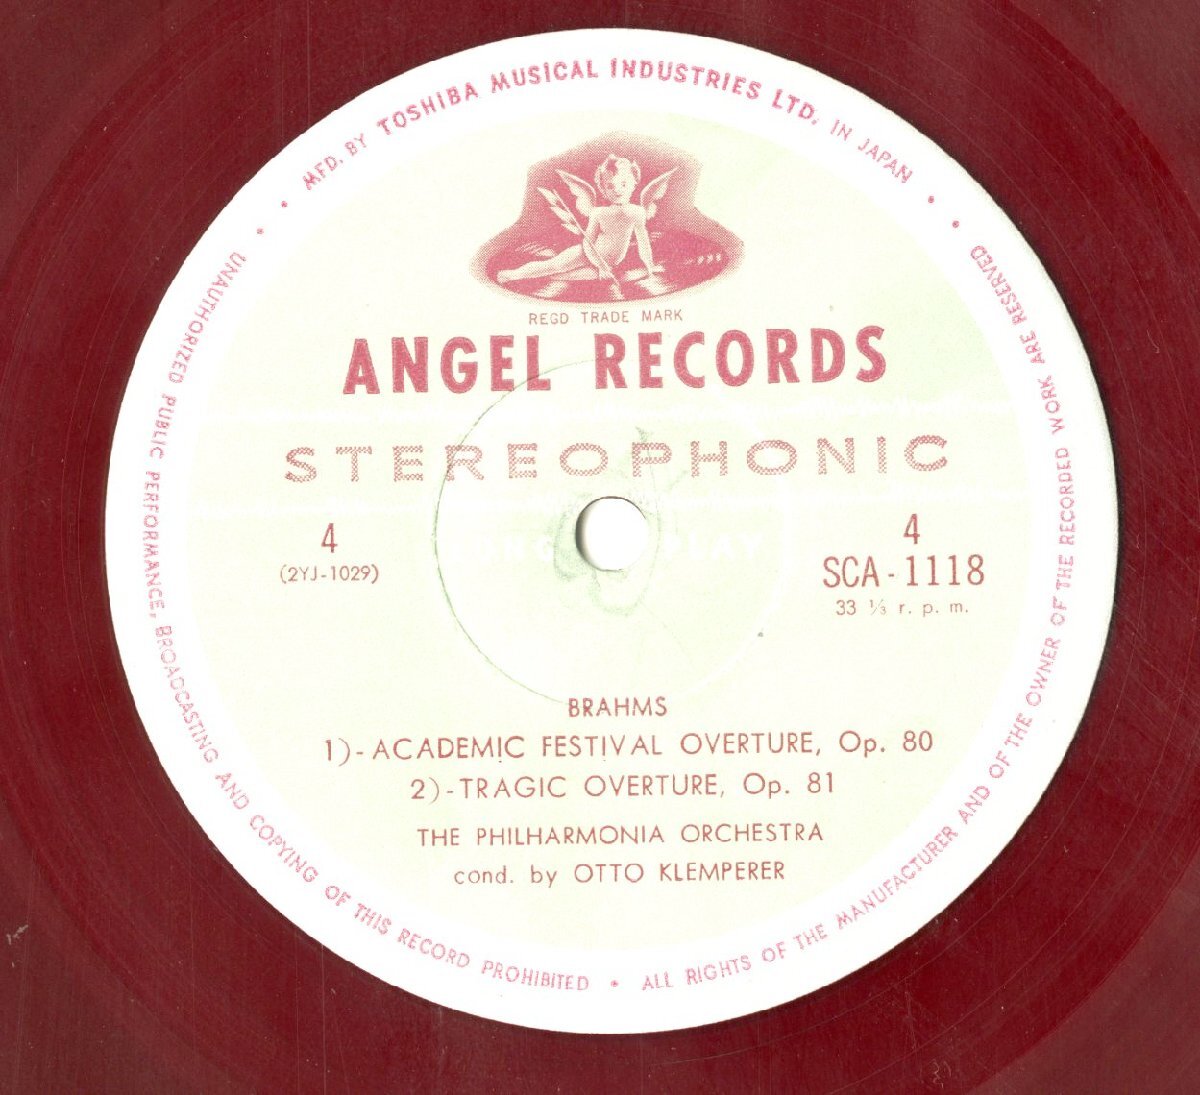 MFD. BY TOSHIBA MUSICAL INDUSTRIES LTD. IN JAPAN
REGD TRADE MARK
ANGEL RECORDS
STEREOPHONIC
LONG PLAY
4
(2YJ-1029)
4
SCA-1118
33 ⅓ r. p. m.
BRAHMS
1)-ACADEMIC FESTIVAL OVERTURE, Op. 80
2)-TRAGIC OVERTURE, Op. 81
THE PHILHARMONIA ORCHESTRA
cond. by OTTO KLEMPERER
UNAUTHORIZED PUBLIC PERFORMANCE, BROADCASTING AND COPYING OF THIS RECORD PROHIBITED • ALL RIGHTS OF THE MANUFACTURER AND OF THE OWNER OF THE RECORDED WORK ARE RESERVED